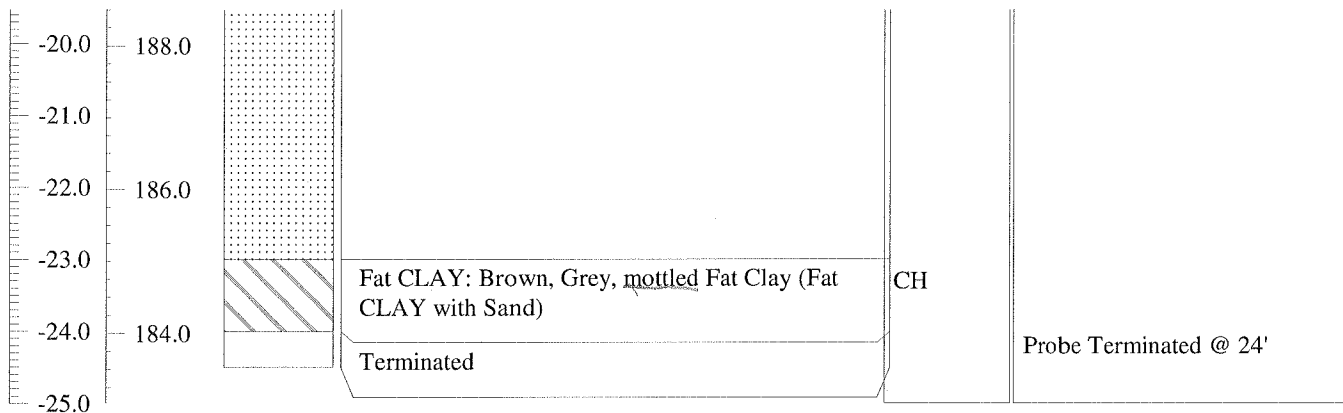 -20.0
188.0
-21.0
-22.0
186.0
-23.0
Fat CLAY: Brown, Grey, mottled Fat Clay (Fat
CLAY with Sand)
CH
-24.0
184.0
Probe Terminated @ 24'
Terminated
-25.0